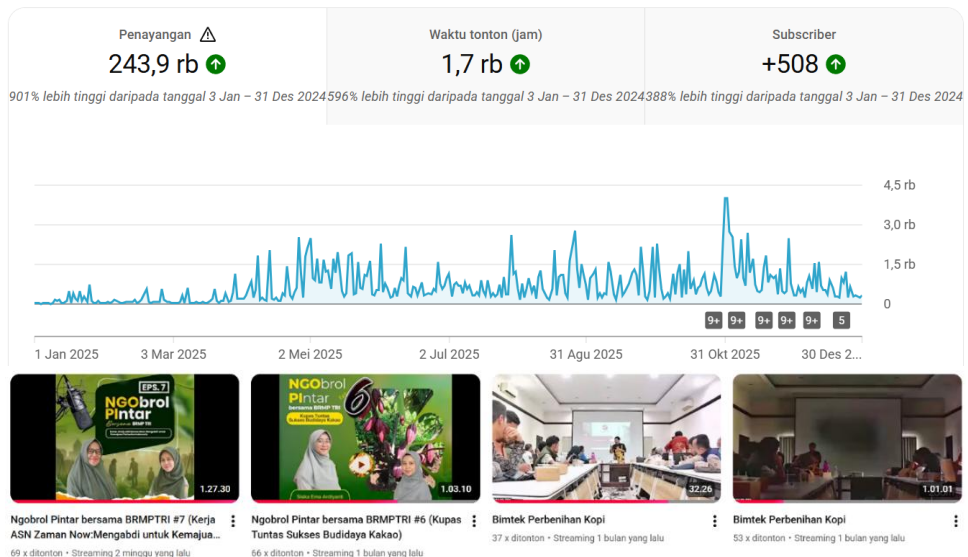 Penayangan
243,9 rb
901% lebih tinggi daripada tanggal 3 Jan – 31 Des 2024
Waktu tonton (jam)
1,7 rb
596% lebih tinggi daripada tanggal 3 Jan – 31 Des 2024
Subscriber
+508
388% lebih tinggi daripada tanggal 3 Jan – 31 Des 2024
4,5 rb
3,0 rb
1,5 rb
0
9+ 9+ 9+ 9+ 9+ 5
1 Jan 2025 3 Mar 2025 2 Mei 2025 2 Jul 2025 31 Agu 2025 31 Okt 2025 30 Des 2...
EPS. 7
NGObrol
PIntar
Bersama BRMP TRI
1.27.30
NGObrol 6
PIntar
bersama BRMP TRI
Kupas Tuntas
Sukses Budidaya Kakao
1.03.10
32.26
1.01.01
Ngobrol Pintar bersama BRMPTRI #7 (Kerja
ASN Zaman Now:Mengabdi untuk Kemajua...
69 x ditonton • Streaming 2 minggu yang lalu
Ngobrol Pintar bersama BRMPTRI #6 (Kupas
Tuntas Sukses Budidaya Kakao)
66 x ditonton • Streaming 1 bulan yang lalu
Bimtek Perbenihan Kopi
37 x ditonton • Streaming 1 bulan yang lalu
Bimtek Perbenihan Kopi
53 x ditonton • Streaming 1 bulan yang lalu